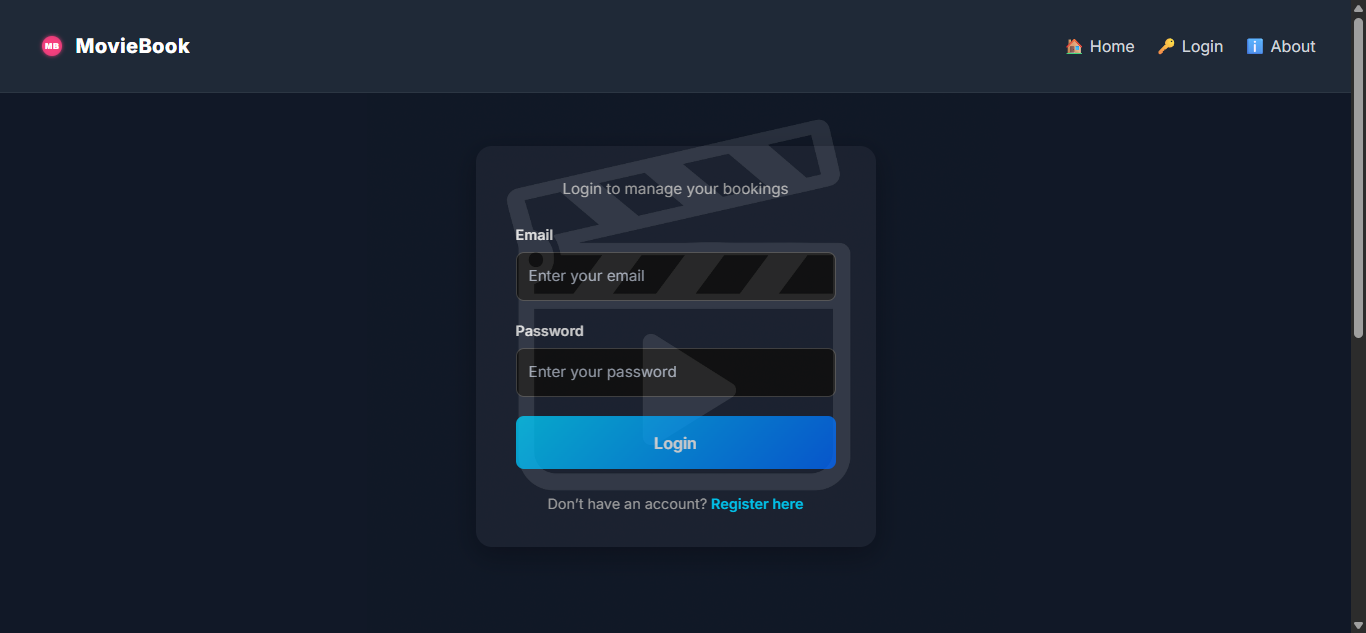 MB MovieBook
🏠 Home 🔑 Login ℹ️ About
Login to manage your bookings
Email
Enter your email
Password
Enter your password
Login
Don’t have an account? Register here